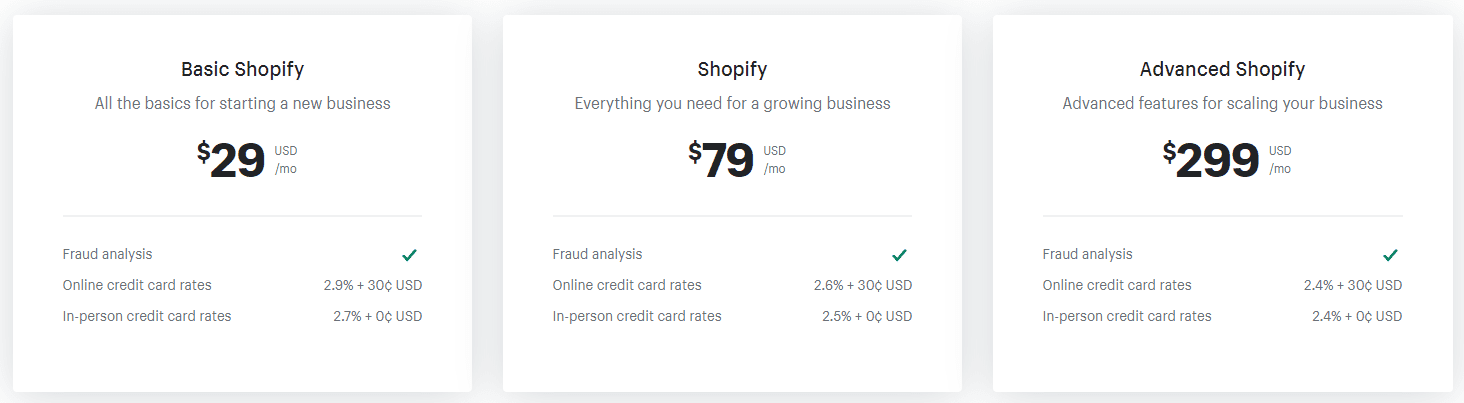 Basic Shopify
All the basics for starting a new business
$29 USD /mo
Fraud analysis
Online credit card rates 2.9% + 30¢ USD
In-person credit card rates 2.7% + 0¢ USD
Shopify
Everything you need for a growing business
$79 USD /mo
Fraud analysis
Online credit card rates 2.6% + 30¢ USD
In-person credit card rates 2.5% + 0¢ USD
Advanced Shopify
Advanced features for scaling your business
$299 USD /mo
Fraud analysis
Online credit card rates 2.4% + 30¢ USD
In-person credit card rates 2.4% + 0¢ USD